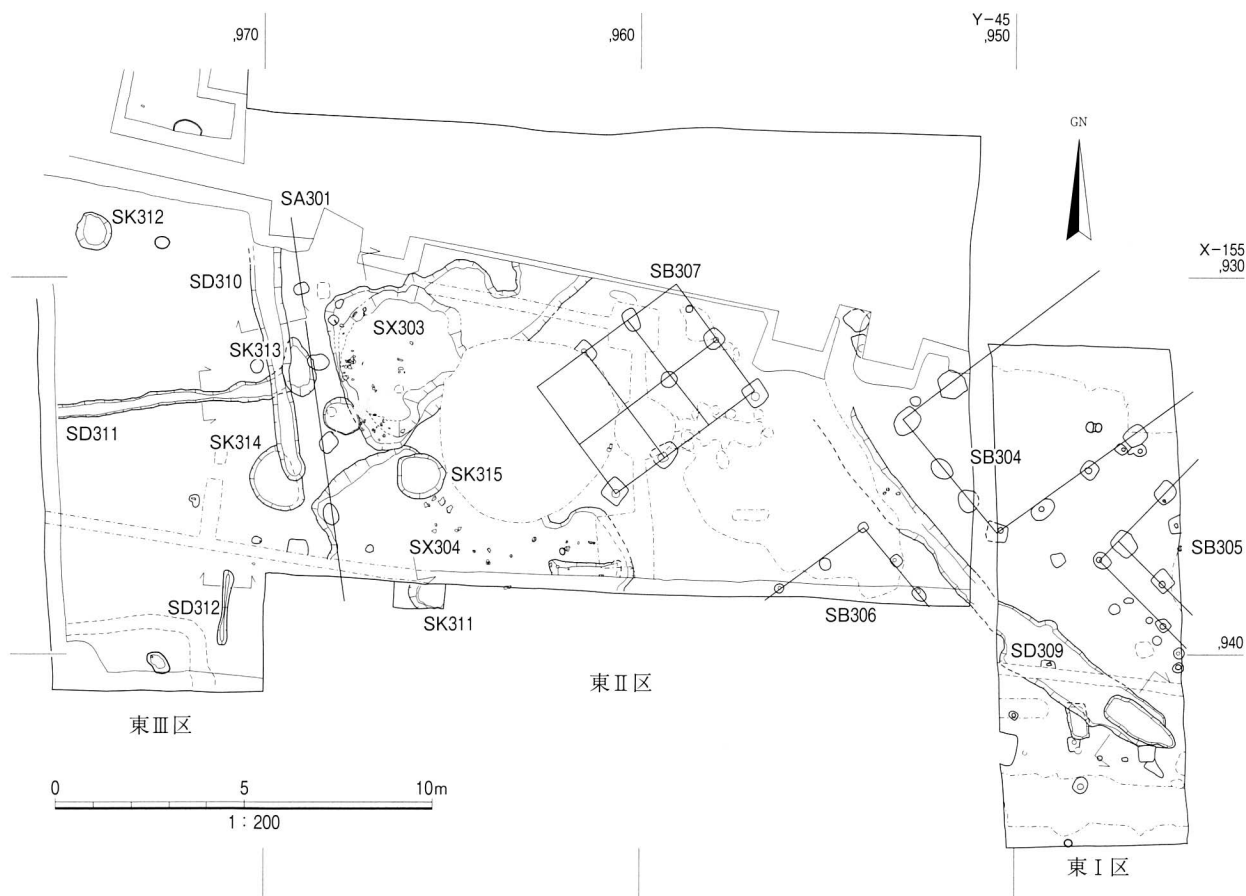 Y-45
,970
,960
,950
GN
SA301
SK312
X-155
,930
SD310
SB307
SX303
SK313
SD311
SK314
SB304
SK315
SB305
SX304
SD312
SK311
SB306
SD309
,940
東Ⅲ区
東Ⅱ区
0 5 10m
1：200
東Ⅰ区